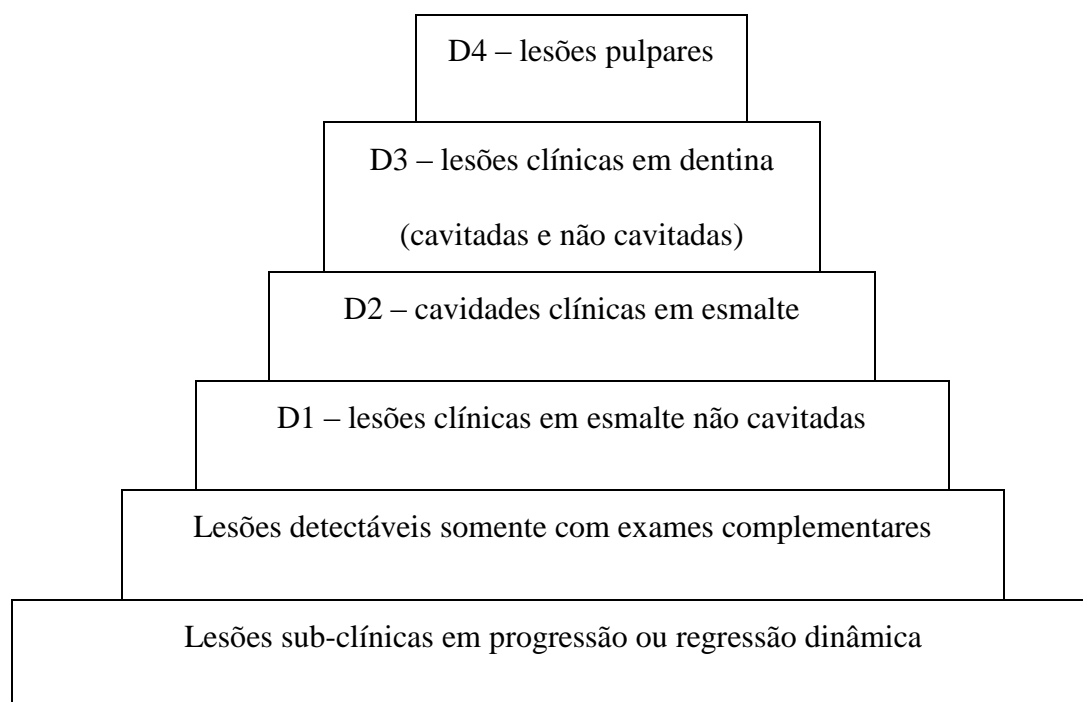 D4 – lesões pulpares
D3 – lesões clínicas em dentina
(cavitadas e não cavitadas)
D2 – cavidades clínicas em esmalte
D1 – lesões clínicas em esmalte não cavitadas
Lesões detectáveis somente com exames complementares
Lesões sub-clínicas em progressão ou regressão dinâmica